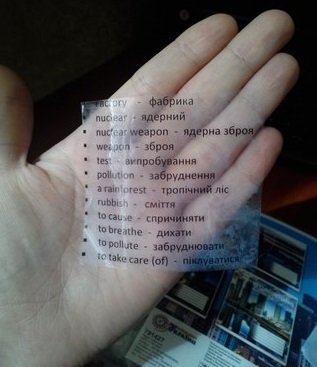 factory - фабрика
nuclear - ядерний
nuclear weapon - ядерна зброя
weapon - зброя
test - випробування
pollution - забруднення
a rainforest - тропічний ліс
rubbish - сміття
to cause - спричиняти
to breathe - дихати
to pollute - забруднювати
to take care (of) - піклуватися